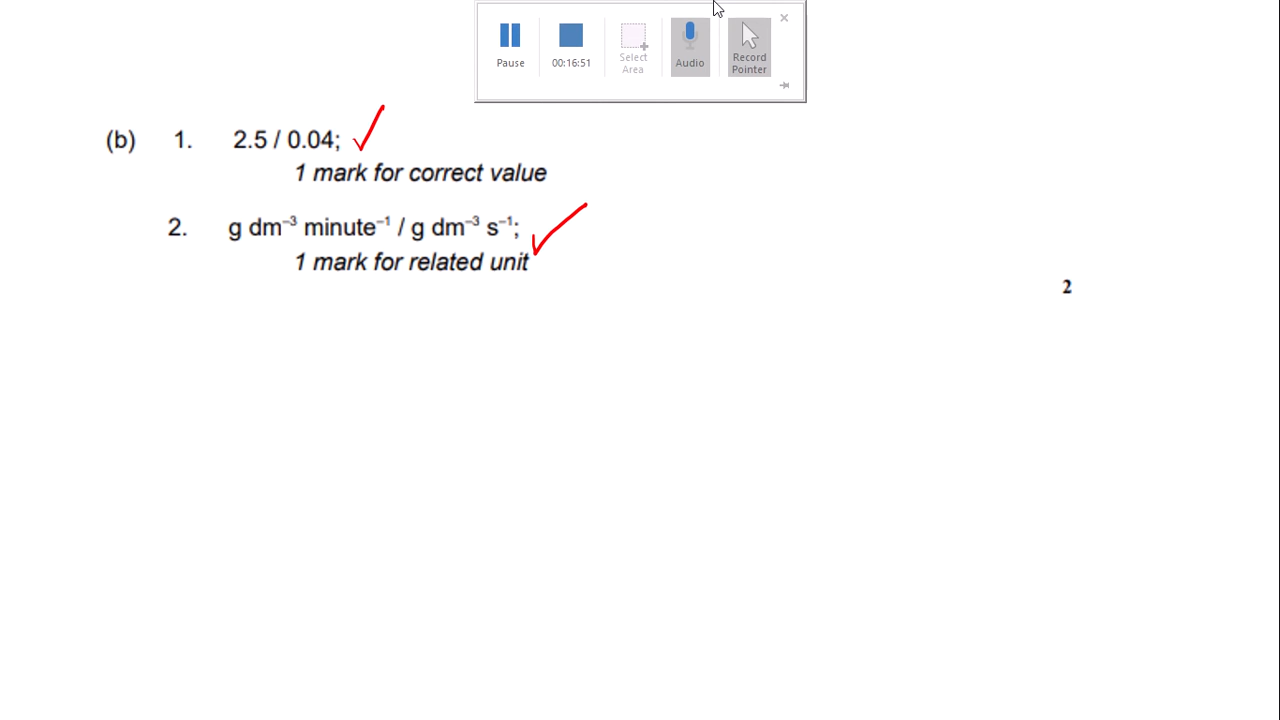 Pause
00:16:51
Select
Area
Audio
Record
Pointer
(b) 1. 2.5 / 0.04;
1 mark for correct value
2. g dm⁻³ minute⁻¹ / g dm⁻³ s⁻¹;
1 mark for related unit
2